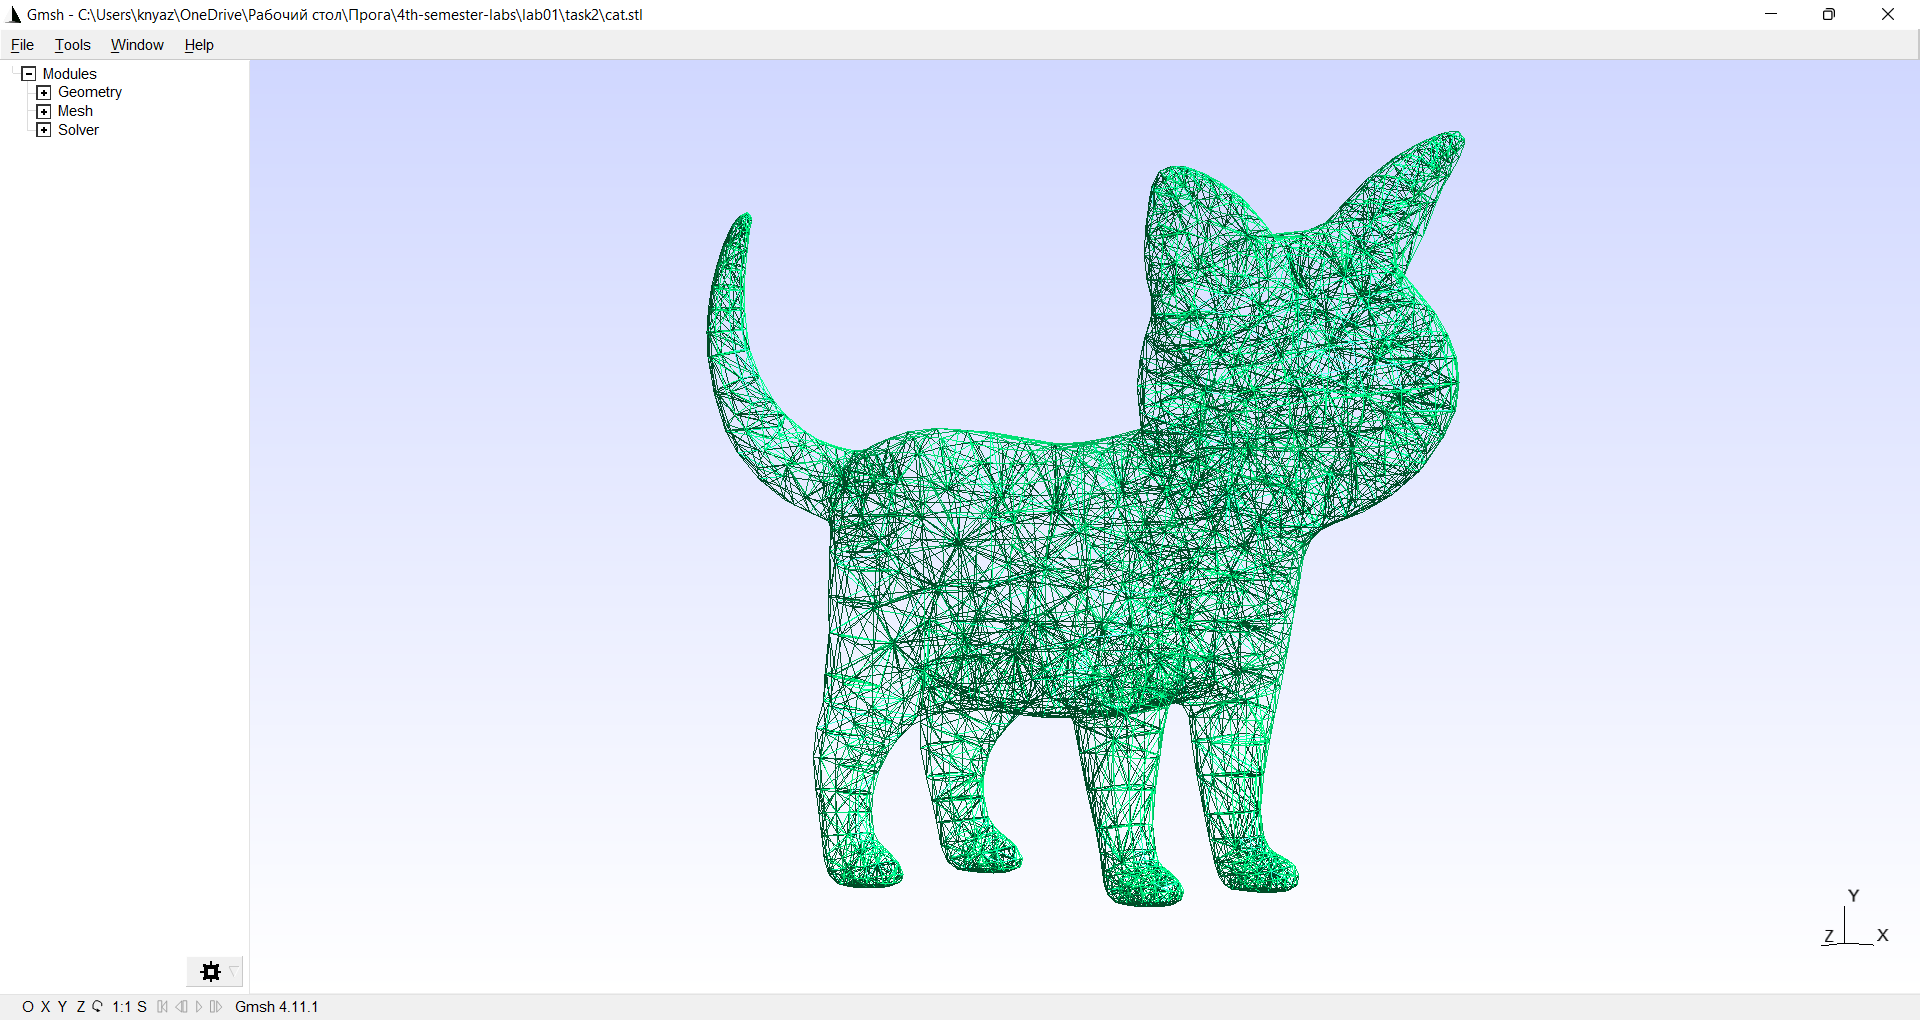 Gmsh - C:\Users\knyaz\OneDrive\Рабочий стол\Прога\4th-semester-labs\lab01\task2\cat.stl
File Tools Window Help
Modules
Geometry
Mesh
Solver
Y
Z X
O X Y Z 1:1 S Gmsh 4.11.1